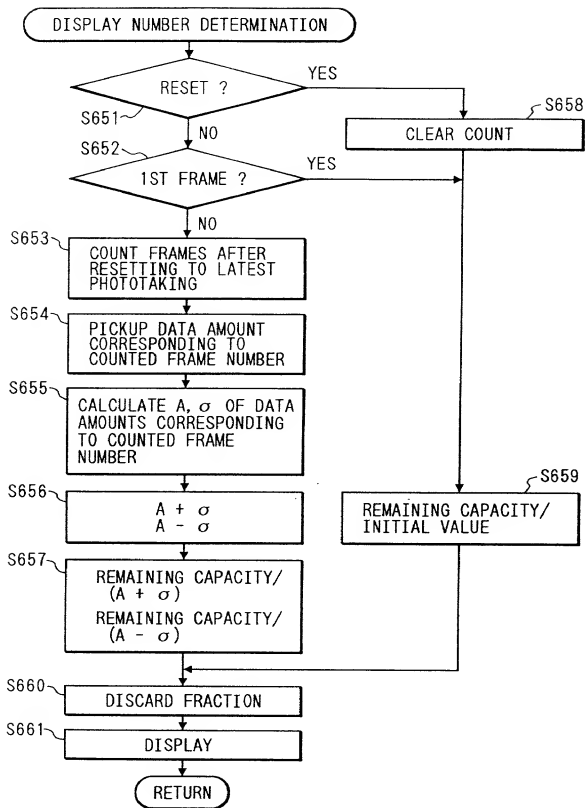 DISPLAY NUMBER DETERMINATION
RESET ?
YES
S651
NO
S658
CLEAR COUNT
S652
1ST FRAME ?
YES
NO
S653
COUNT FRAMES AFTER
RESETTING TO LATEST
PHOTOTAKING
S654
PICKUP DATA AMOUNT
CORRESPONDING TO
COUNTED FRAME NUMBER
S655
CALCULATE A, σ OF DATA
AMOUNTS CORRESPONDING
TO COUNTED FRAME
NUMBER
S656
A + σ
A - σ
S659
REMAINING CAPACITY/
INITIAL VALUE
S657
REMAINING CAPACITY/
(A + σ)
REMAINING CAPACITY/
(A - σ)
S660
DISCARD FRACTION
S661
DISPLAY
RETURN